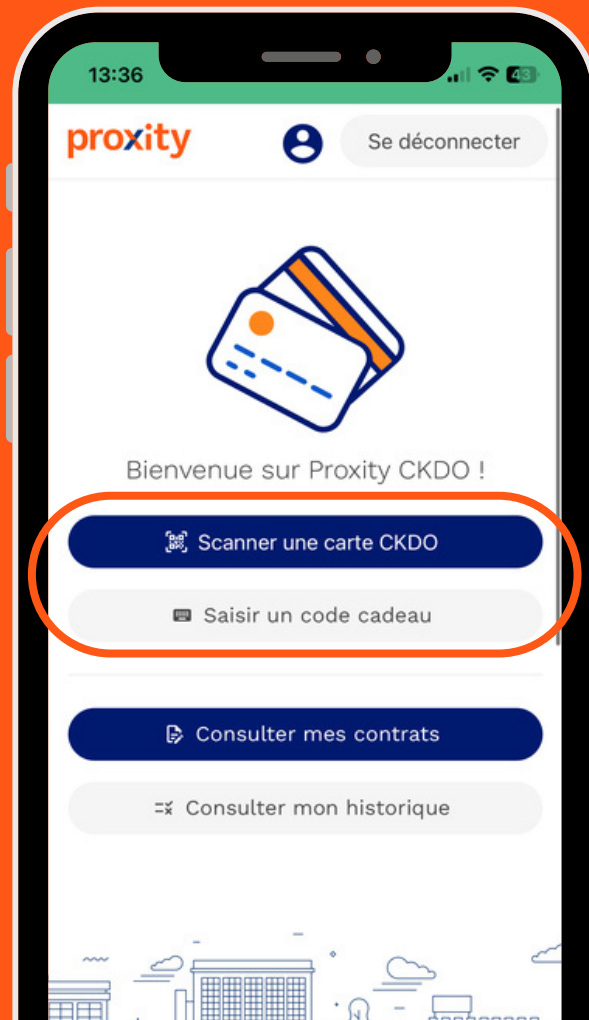 13:36
43
proxity
Se déconnecter
Bienvenue sur Proxity CKDO !
Scanner une carte CKDO
Saisir un code cadeau
Consulter mes contrats
Consulter mon historique